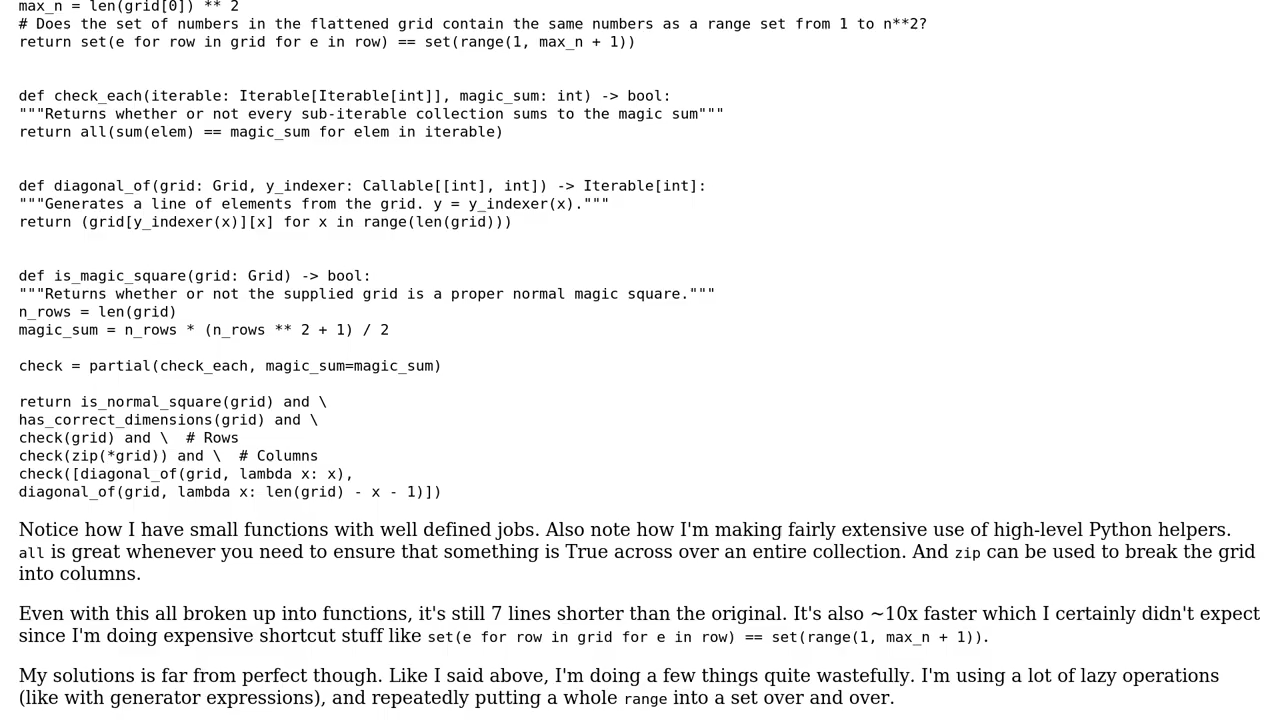 max_n = len(grid[0]) ** 2
# Does the set of numbers in the flattened grid contain the same numbers as a range set from 1 to n**2?
return set(e for row in grid for e in row) == set(range(1, max_n + 1))
def check_each(iterable: Iterable[Iterable[int]], magic_sum: int) -> bool:
"""Returns whether or not every sub-iterable collection sums to the magic sum"""
return all(sum(elem) == magic_sum for elem in iterable)
def diagonal_of(grid: Grid, y_indexer: Callable[[int], int]) -> Iterable[int]:
"""Generates a line of elements from the grid. y = y_indexer(x)."""
return (grid[y_indexer(x)][x] for x in range(len(grid)))
def is_magic_square(grid: Grid) -> bool:
"""Returns whether or not the supplied grid is a proper normal magic square."""
n_rows = len(grid)
magic_sum = n_rows * (n_rows ** 2 + 1) / 2
check = partial(check_each, magic_sum=magic_sum)
return is_normal_square(grid) and \
has_correct_dimensions(grid) and \
check(grid) and \  # Rows
check(zip(*grid)) and \  # Columns
check([diagonal_of(grid, lambda x: x),
diagonal_of(grid, lambda x: len(grid) - x - 1)])
Notice how I have small functions with well defined jobs. Also note how I'm making fairly extensive use of high-level Python helpers.
all is great whenever you need to ensure that something is True across over an entire collection. And zip can be used to break the grid
into columns.
Even with this all broken up into functions, it's still 7 lines shorter than the original. It's also ~10x faster which I certainly didn't expect
since I'm doing expensive shortcut stuff like set(e for row in grid for e in row) == set(range(1, max_n + 1)).
My solutions is far from perfect though. Like I said above, I'm doing a few things quite wastefully. I'm using a lot of lazy operations
(like with generator expressions), and repeatedly putting a whole range into a set over and over.